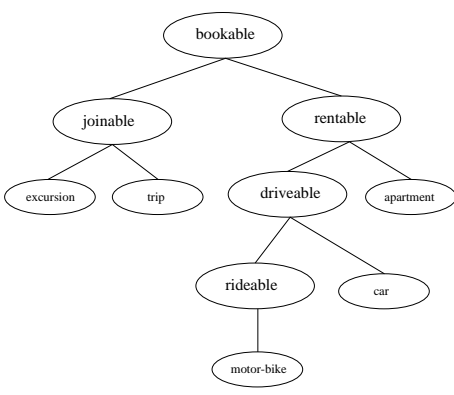 bookable
joinable
rentable
excursion
trip
driveable
apartment
rideable
car
motor-bike